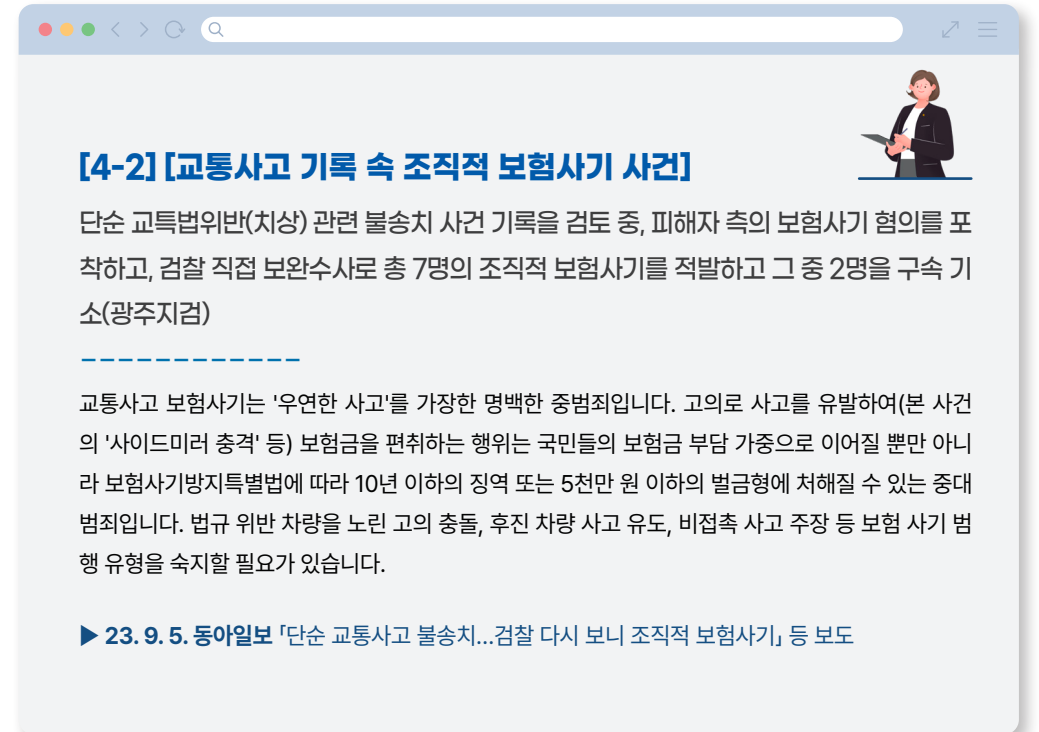 [4-2] [교통사고 기록 속 조직적 보험사기 사건]
단순 교특법위반(치상) 관련 불송치 사건 기록을 검토 중, 피해자 측의 보험사기 혐의를 포
착하고, 검찰 직접 보완수사로 총 7명의 조직적 보험사기를 적발하고 그 중 2명을 구속 기
소(광주지검)
교통사고 보험사기는 '우연한 사고'를 가장한 명백한 중범죄입니다. 고의로 사고를 유발하여(본 사건
의 '사이드미러 충격' 등) 보험금을 편취하는 행위는 국민들의 보험금 부담 가중으로 이어질 뿐만 아니
라 보험사기방지특별법에 따라 10년 이하의 징역 또는 5천만 원 이하의 벌금형에 처해질 수 있는 중대
범죄입니다. 법규 위반 차량을 노린 고의 충돌, 후진 차량 사고 유도, 비접촉 사고 주장 등 보험 사기 범
행 유형을 숙지할 필요가 있습니다.
▶ 23. 9. 5. 동아일보 「단순 교통사고 불송치...검찰 다시 보니 조직적 보험사기」 등 보도